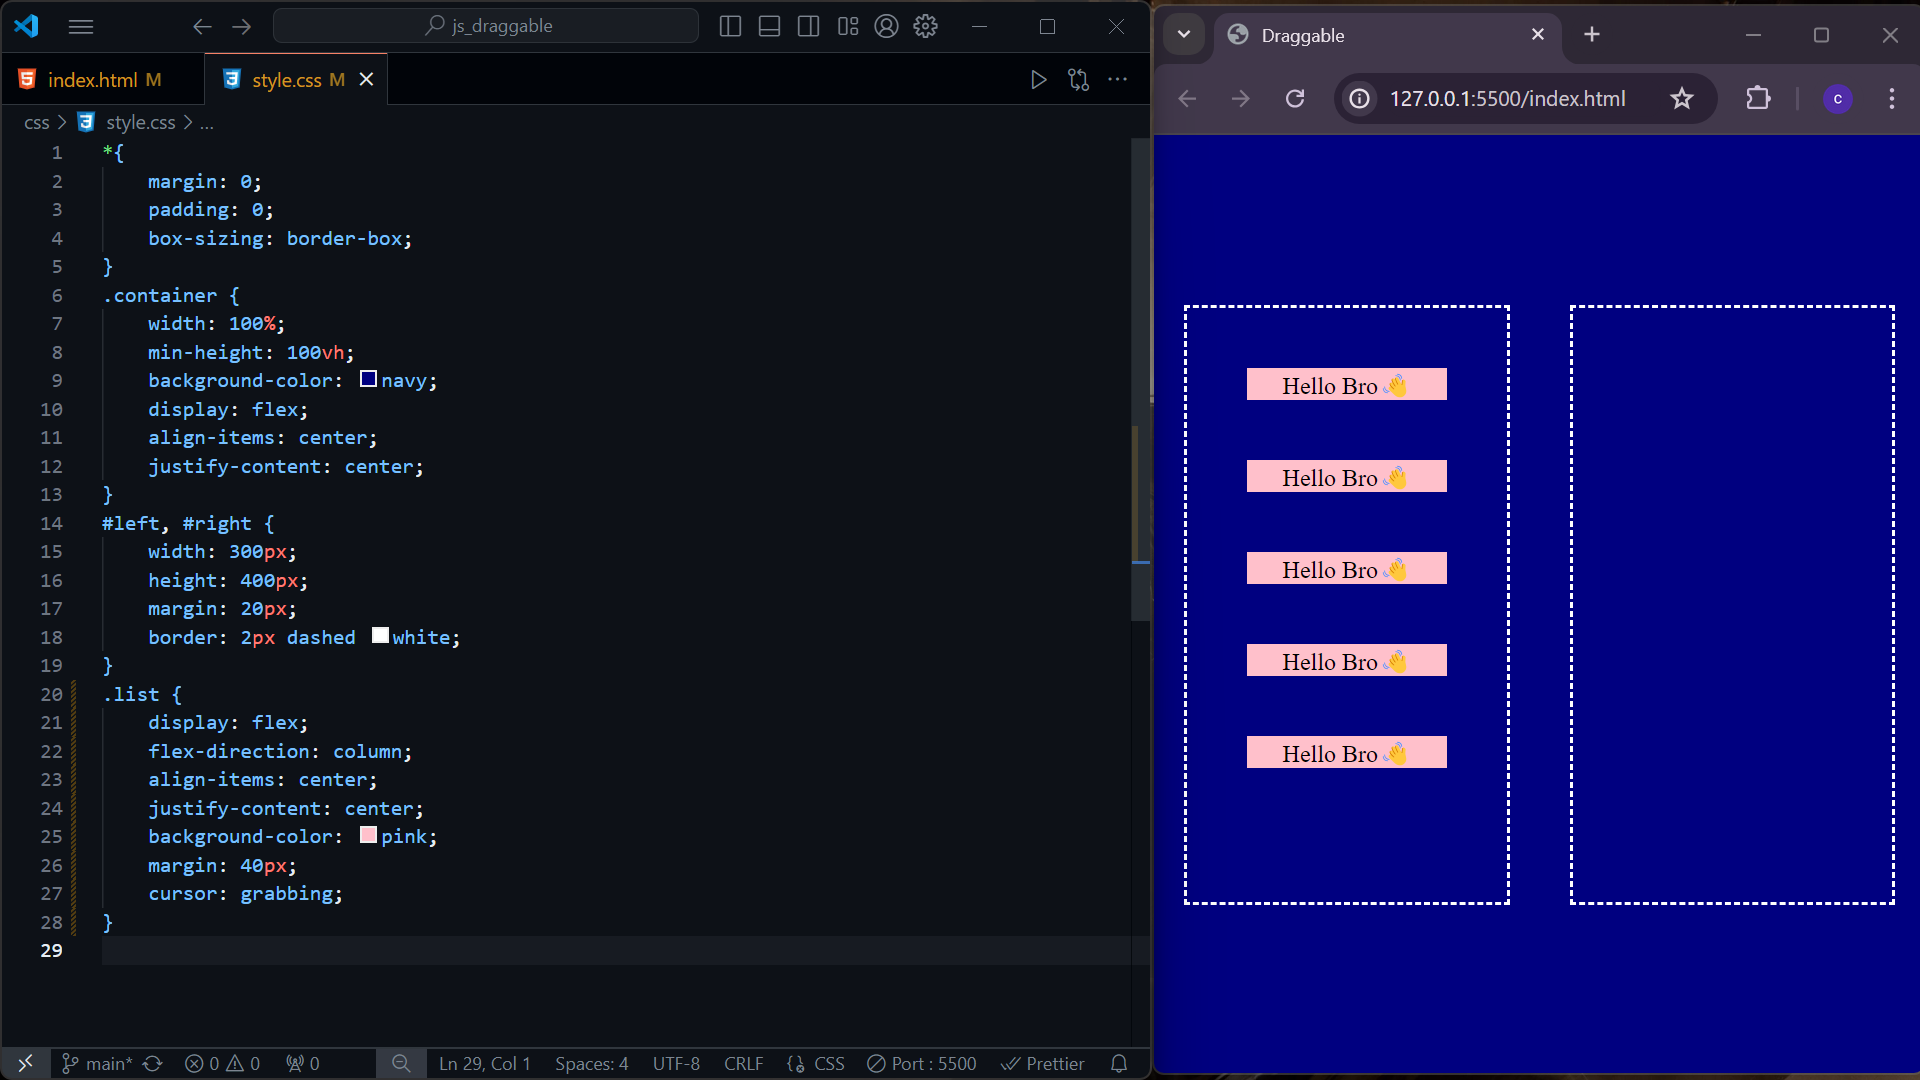 js_draggable
index.html M
style.css M
css > style.css > ...
1 *{
2 margin: 0;
3 padding: 0;
4 box-sizing: border-box;
5 }
6 .container {
7 width: 100%;
8 min-height: 100vh;
9 background-color: navy;
10 display: flex;
11 align-items: center;
12 justify-content: center;
13 }
14 #left, #right {
15 width: 300px;
16 height: 400px;
17 margin: 20px;
18 border: 2px dashed white;
19 }
20 .list {
21 display: flex;
22 flex-direction: column;
23 align-items: center;
24 justify-content: center;
25 background-color: pink;
26 margin: 40px;
27 cursor: grabbing;
28 }
29
main* 0 0 0 Ln 29, Col 1 Spaces: 4 UTF-8 CRLF CSS Port : 5500 Prettier
Draggable
127.0.0.1:5500/index.html
c
Hello Bro 👋
Hello Bro 👋
Hello Bro 👋
Hello Bro 👋
Hello Bro 👋